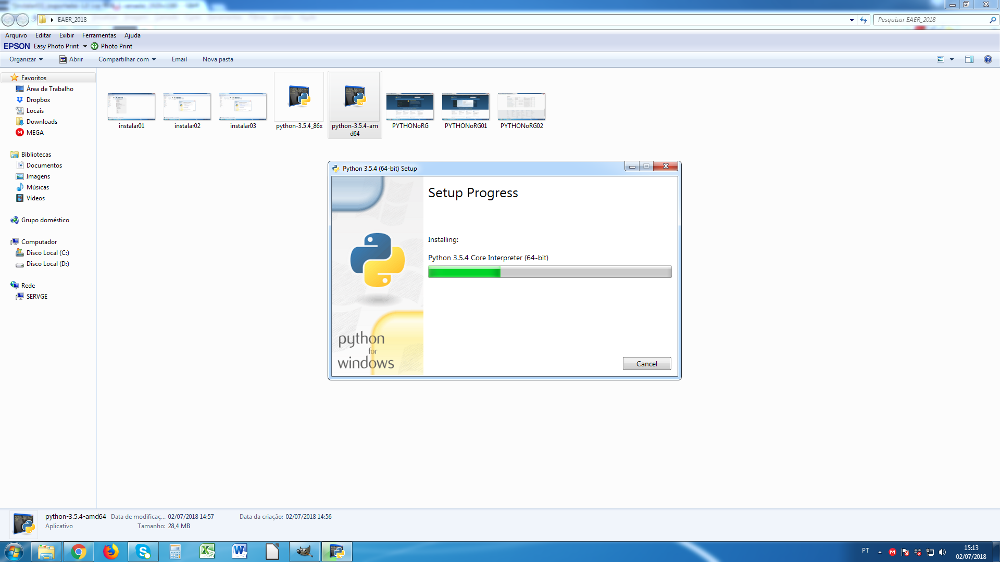 EAER_2018
Pesquisar EAER_2018
Arquivo Editar Exibir Ferramentas Ajuda
EPSON Easy Photo Print Photo Print
Organizar Abrir Compartilhar com Email Nova pasta
Favoritos
Área de Trabalho
Dropbox
Locais
Downloads
MEGA
Bibliotecas
Documentos
Imagens
Músicas
Vídeos
Grupo doméstico
Computador
Disco Local (C:)
Disco Local (D:)
Rede
SERVGE
instalar01
instalar02
instalar03
python-3.5.4_86x
python-3.5.4-am
d64
PYTHONoRG
PYTHONoRG01
PYTHONoRG02
Python 3.5.4 (64-bit) Setup
Setup Progress
Installing:
Python 3.5.4 Core Interpreter (64-bit)
python
for
windows
Cancel
python-3.5.4-amd64 Data de modificaç... 02/07/2018 14:57 Data da criação: 02/07/2018 14:56
Aplicativo Tamanho: 28,4 MB
PT
15:13
02/07/2018